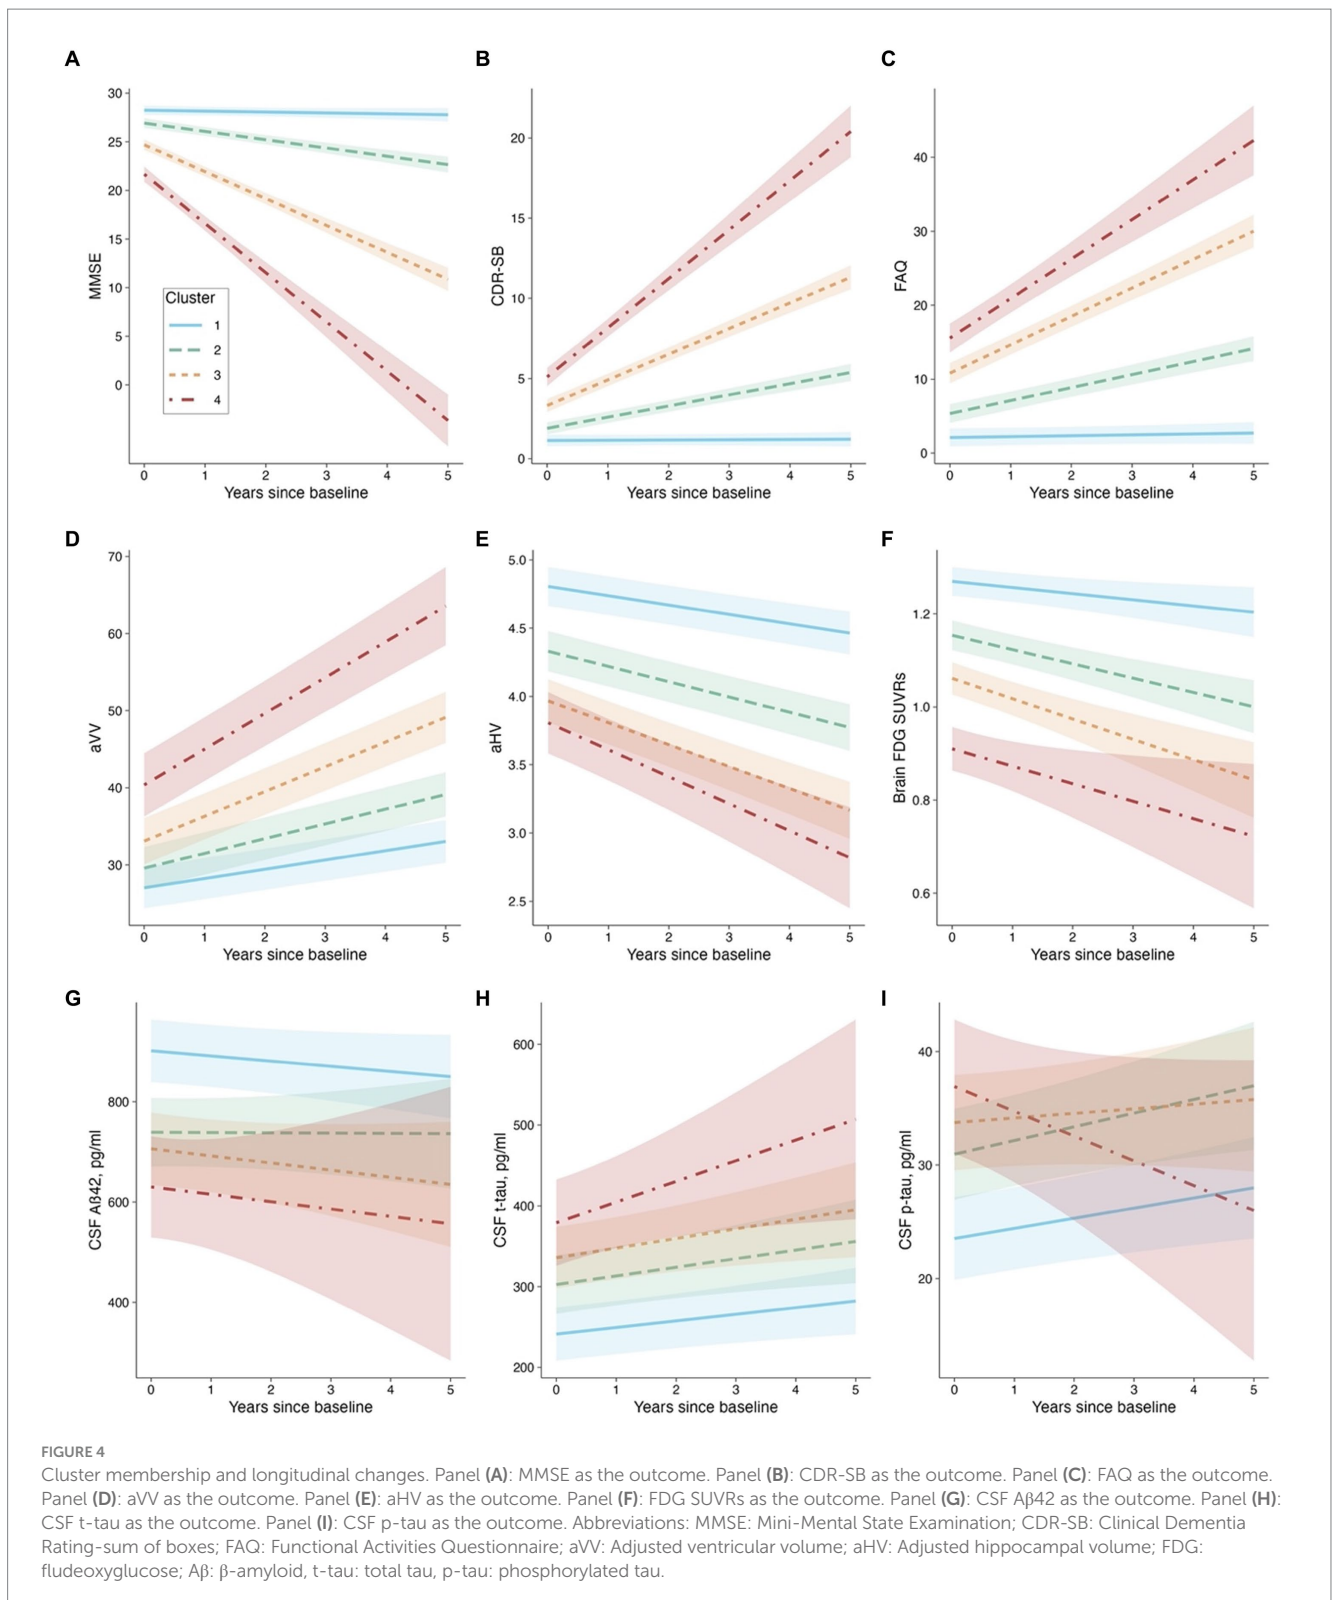 A
B
C
30
25
20
15
10
5
0
MMSE
Cluster
1
2
3
4
0 1 2 3 4 5
Years since baseline
20
15
10
5
0
CDR-SB
0 1 2 3 4 5
Years since baseline
40
30
20
10
0
FAQ
0 1 2 3 4 5
Years since baseline
D
E
F
70
60
50
40
30
aVV
0 1 2 3 4 5
Years since baseline
5.0
4.5
4.0
3.5
3.0
2.5
aHV
0 1 2 3 4 5
Years since baseline
1.2
1.0
0.8
0.6
Brain FDG SUVRs
0 1 2 3 4 5
Years since baseline
G
H
I
800
600
400
CSF Aß42, pg/ml
0 1 2 3 4 5
Years since baseline
600
500
400
300
200
CSF t-tau, pg/ml
0 1 2 3 4 5
Years since baseline
40
30
20
CSF p-tau, pg/ml
0 1 2 3 4 5
Years since baseline
FIGURE 4
Cluster membership and longitudinal changes. Panel (A): MMSE as the outcome. Panel (B): CDR-SB as the outcome. Panel (C): FAQ as the outcome.
Panel (D): aVV as the outcome. Panel (E): aHV as the outcome. Panel (F): FDG SUVRs as the outcome. Panel (G): CSF Aβ42 as the outcome. Panel (H):
CSF t-tau as the outcome. Panel (I): CSF p-tau as the outcome. Abbreviations: MMSE: Mini-Mental State Examination; CDR-SB: Clinical Dementia
Rating-sum of boxes; FAQ: Functional Activities Questionnaire; aVV: Adjusted ventricular volume; aHV: Adjusted hippocampal volume; FDG:
fludeoxyglucose; Aβ: β-amyloid, t-tau: total tau, p-tau: phosphorylated tau.